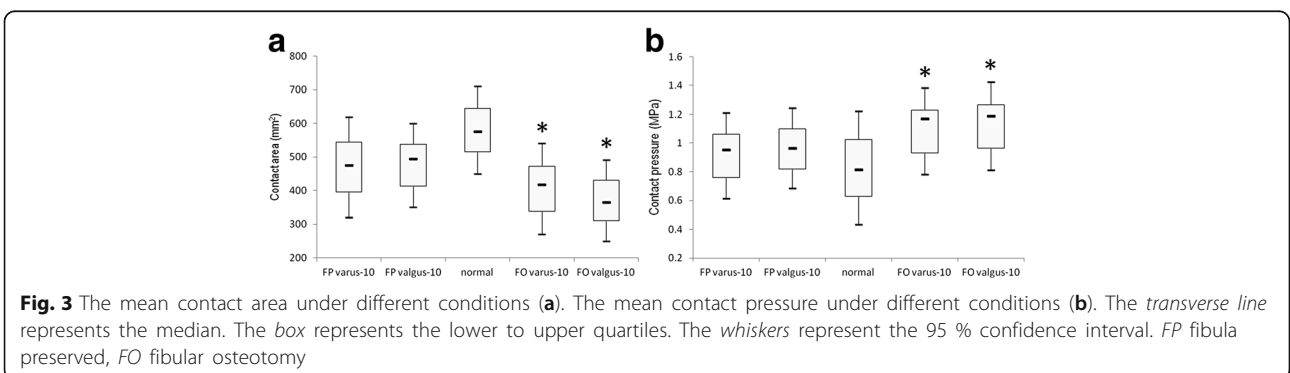 a
800
700
600
500
400
300
200
Contact area (mm²)
*
*
FP varus-10 FP valgus-10 normal FO varus-10 FO valgus-10
b
1.6
1.4
1.2
1
0.8
0.6
0.4
0.2
Contact pressure (MPa)
*
*
FP varus-10 FP valgus-10 normal FO varus-10 FO valgus-10
Fig. 3 The mean contact area under different conditions (a). The mean contact pressure under different conditions (b). The transverse line
represents the median. The box represents the lower to upper quartiles. The whiskers represent the 95 % confidence interval. FP fibula
preserved, FO fibular osteotomy